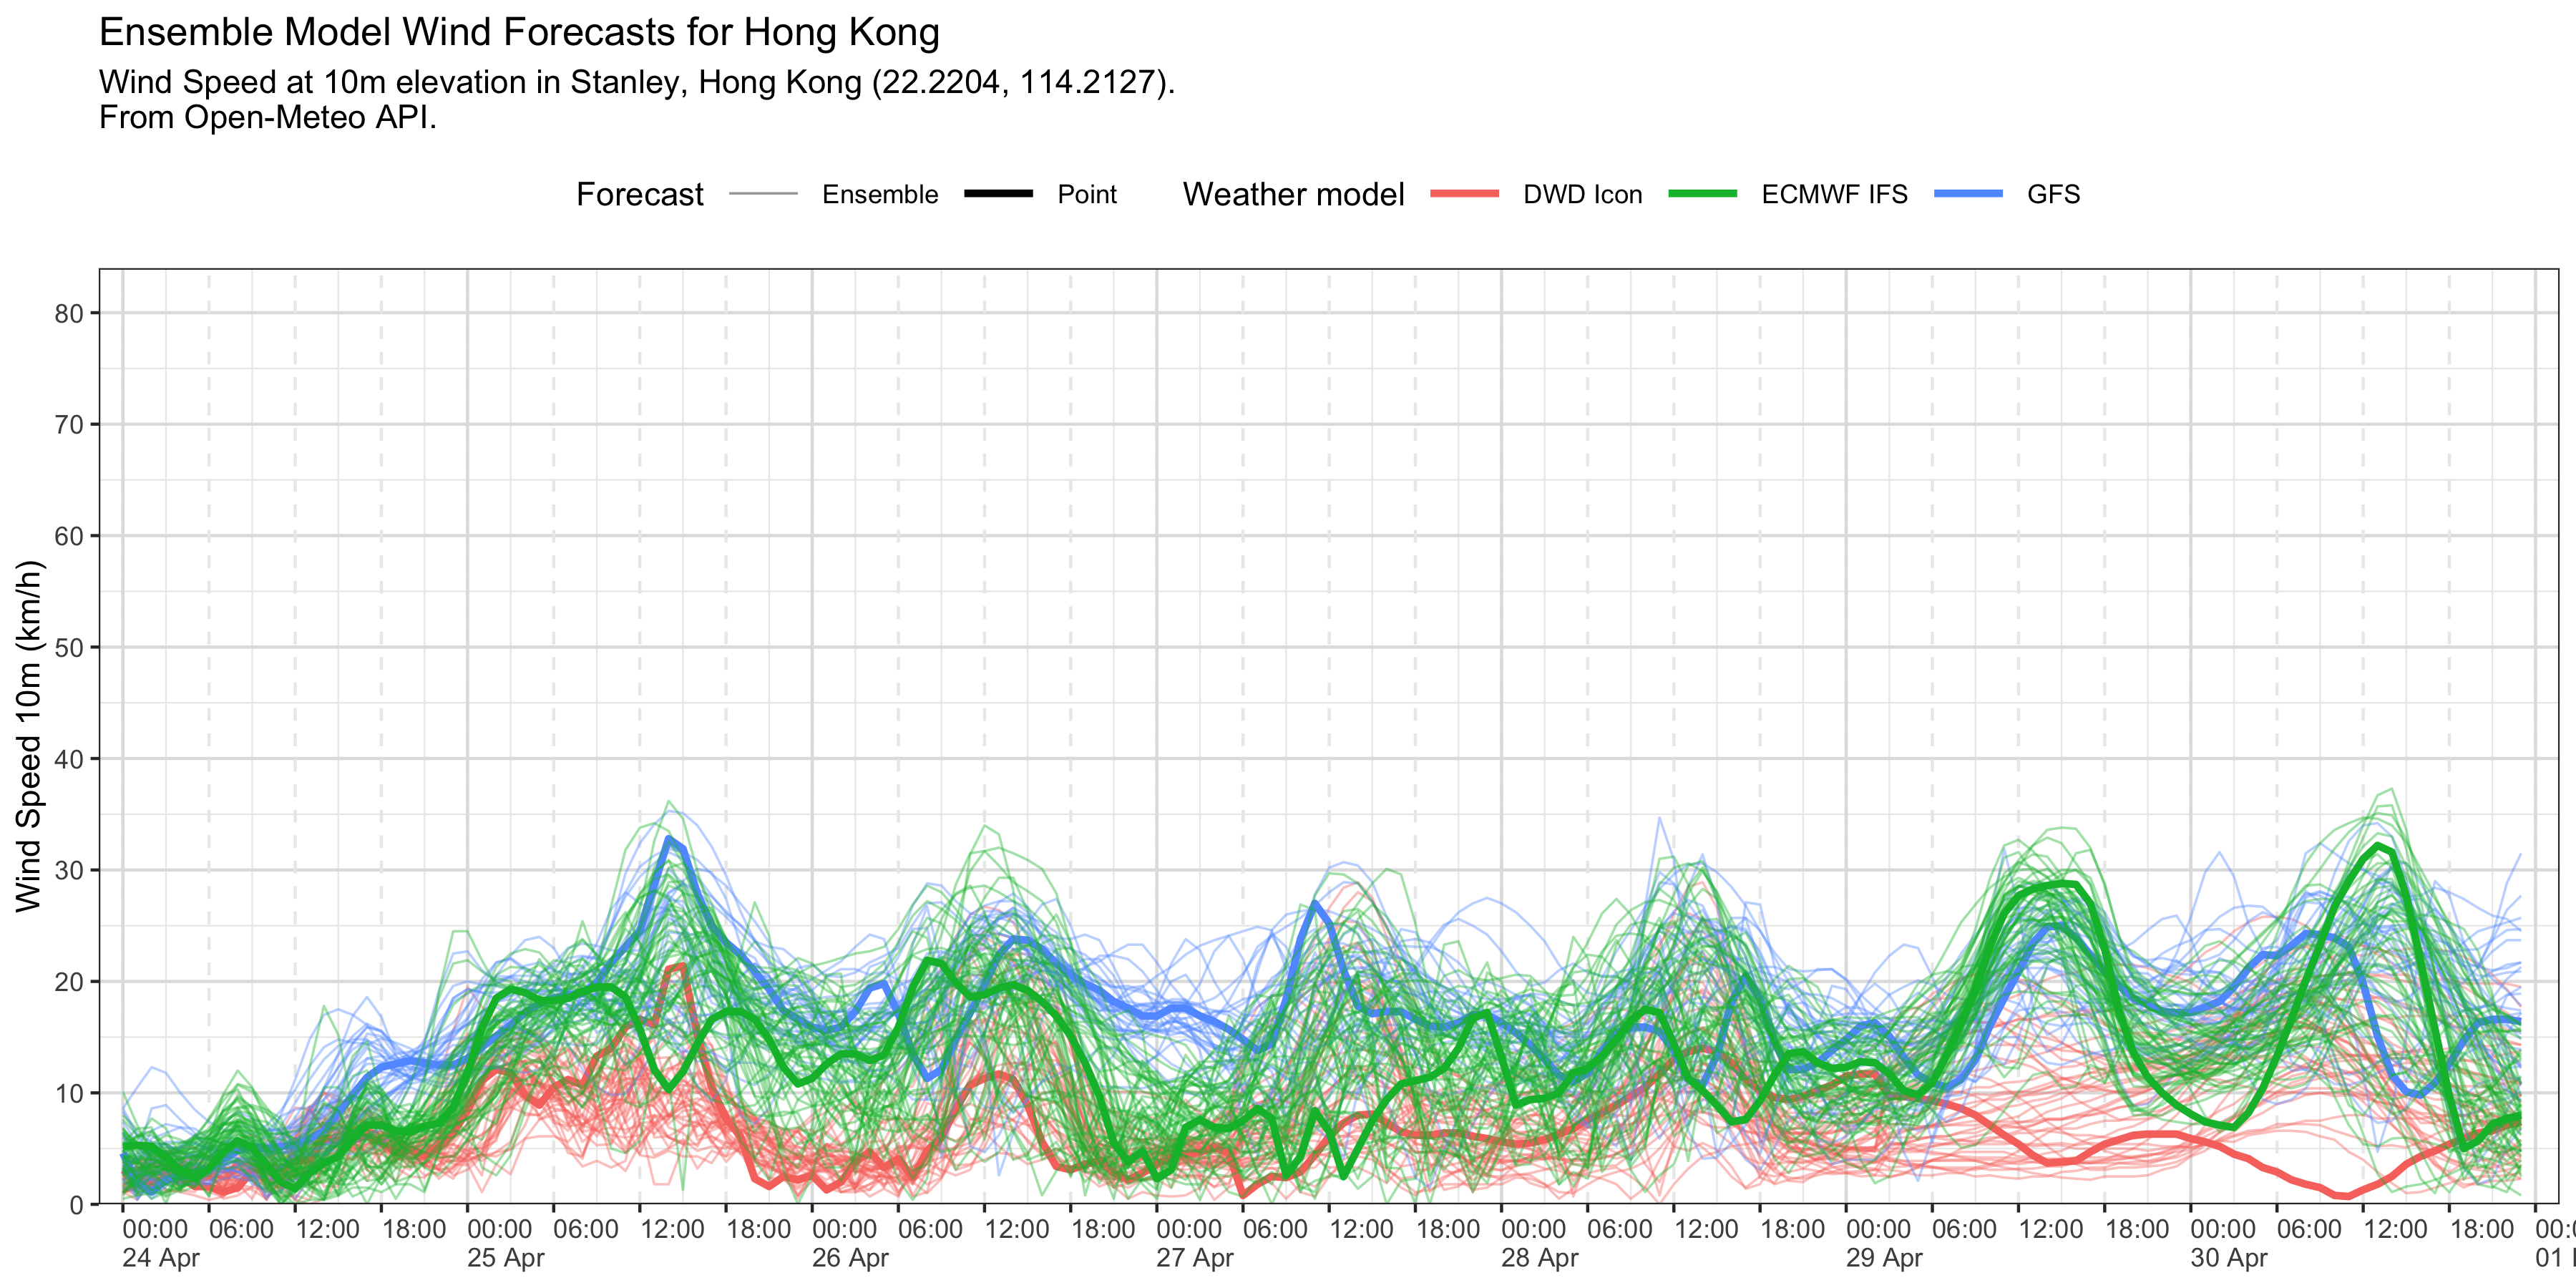 Ensemble Model Wind Forecasts for Hong Kong
Wind Speed at 10m elevation in Stanley, Hong Kong (22.2204, 114.2127).
From Open-Meteo API.
Forecast Ensemble Point Weather model DWD Icon ECMWF IFS GFS
Wind Speed 10m (km/h)
80
70
60
50
40
30
20
10
0
00:00 06:00 12:00 18:00 00:00 06:00 12:00 18:00 00:00 06:00 12:00 18:00 00:00 06:00 12:00 18:00 00:00 06:00 12:00 18:00 00:00 06:00 12:00 18:00 00:00 06:00 12:00 18:00
24 Apr 25 Apr 26 Apr 27 Apr 28 Apr 29 Apr 30 Apr 01